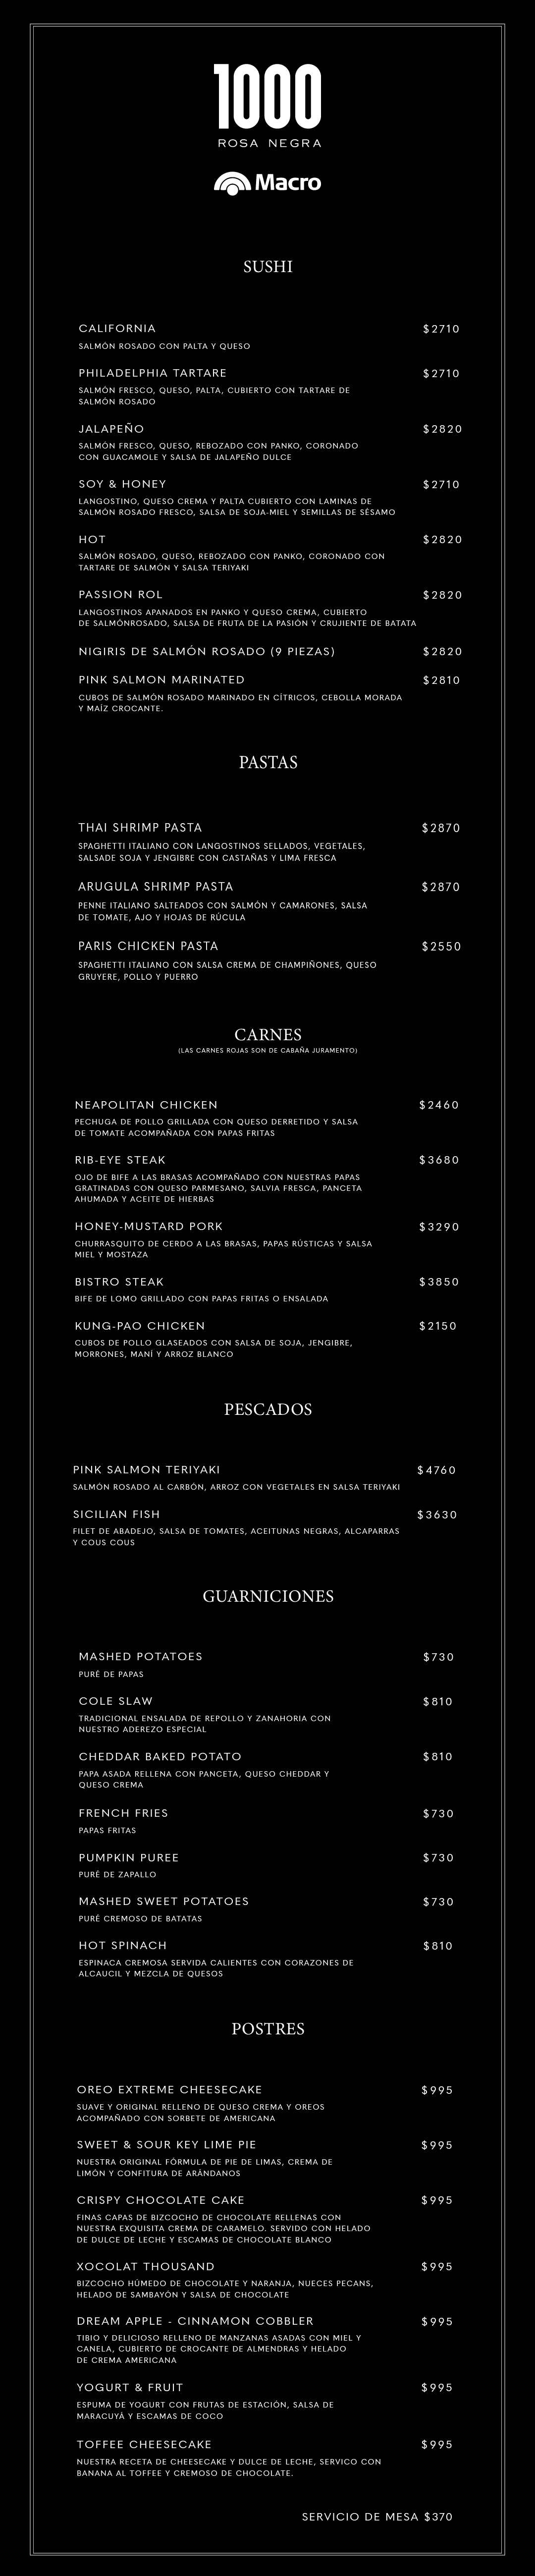 1000
ROSA NEGRA
Macro
SUSHI
CALIFORNIA $2710
SALMÓN ROSADO CON PALTA Y QUESO
PHILADELPHIA TARTARE $2710
SALMÓN FRESCO, QUESO, PALTA, CUBIERTO CON TARTARE DE
SALMÓN ROSADO
JALAPEÑO $2820
SALMÓN FRESCO, QUESO, REBOZADO CON PANKO, CORONADO
CON GUACAMOLE Y SALSA DE JALAPEÑO DULCE
SOY & HONEY $2710
LANGOSTINO, QUESO CREMA Y PALTA CUBIERTO CON LAMINAS DE
SALMÓN ROSADO FRESCO, SALSA DE SOJA-MIEL Y SEMILLAS DE SÉSAMO
HOT $2820
SALMÓN ROSADO, QUESO, REBOZADO CON PANKO, CORONADO CON
TARTARE DE SALMÓN Y SALSA TERIYAKI
PASSION ROL $2820
LANGOSTINOS APANADOS EN PANKO Y QUESO CREMA, CUBIERTO
DE SALMÓNROSADO, SALSA DE FRUTA DE LA PASIÓN Y CRUJIENTE DE BATATA
NIGIRIS DE SALMÓN ROSADO (9 PIEZAS) $2820
PINK SALMON MARINATED $2810
CUBOS DE SALMÓN ROSADO MARINADO EN CÍTRICOS, CEBOLLA MORADA
Y MAÍZ CROCANTE.
PASTAS
THAI SHRIMP PASTA $2870
SPAGHETTI ITALIANO CON LANGOSTINOS SELLADOS, VEGETALES,
SALSADE SOJA Y JENGIBRE CON CASTAÑAS Y LIMA FRESCA
ARUGULA SHRIMP PASTA $2870
PENNE ITALIANO SALTEADOS CON SALMÓN Y CAMARONES, SALSA
DE TOMATE, AJO Y HOJAS DE RÚCULA
PARIS CHICKEN PASTA $2550
SPAGHETTI ITALIANO CON SALSA CREMA DE CHAMPIÑONES, QUESO
GRUYERE, POLLO Y PUERRO
CARNES
(LAS CARNES ROJAS SON DE CABAÑA JURAMENTO)
NEAPOLITAN CHICKEN $2460
PECHUGA DE POLLO GRILLADA CON QUESO DERRETIDO Y SALSA
DE TOMATE ACOMPAÑADA CON PAPAS FRITAS
RIB-EYE STEAK $3680
OJO DE BIFE A LAS BRASAS ACOMPAÑADO CON NUESTRAS PAPAS
GRATINADAS CON QUESO PARMESANO, SALVIA FRESCA, PANCETA
AHUMADA Y ACEITE DE HIERBAS
HONEY-MUSTARD PORK $3290
CHURRASQUITO DE CERDO A LAS BRASAS, PAPAS RÚSTICAS Y SALSA
MIEL Y MOSTAZA
BISTRO STEAK $3850
BIFE DE LOMO GRILLADO CON PAPAS FRITAS O ENSALADA
KUNG-PAO CHICKEN $2150
CUBOS DE POLLO GLASEADOS CON SALSA DE SOJA, JENGIBRE,
MORRONES, MANÍ Y ARROZ BLANCO
PESCADOS
PINK SALMON TERIYAKI $4760
SALMÓN ROSADO AL CARBÓN, ARROZ CON VEGETALES EN SALSA TERIYAKI
SICILIAN FISH $3630
FILET DE ABADEJO, SALSA DE TOMATES, ACEITUNAS NEGRAS, ALCAPARRAS
Y COUS COUS
GUARNICIONES
MASHED POTATOES $730
PURÉ DE PAPAS
COLE SLAW $810
TRADICIONAL ENSALADA DE REPOLLO Y ZANAHORIA CON
NUESTRO ADEREZO ESPECIAL
CHEDDAR BAKED POTATO $810
PAPA ASADA RELLENA CON PANCETA, QUESO CHEDDAR Y
QUESO CREMA
FRENCH FRIES $730
PAPAS FRITAS
PUMPKIN PUREE $730
PURÉ DE ZAPALLO
MASHED SWEET POTATOES $730
PURÉ CREMOSO DE BATATAS
HOT SPINACH $810
ESPINACA CREMOSA SERVIDA CALIENTES CON CORAZONES DE
ALCAUCIL Y MEZCLA DE QUESOS
POSTRES
OREO EXTREME CHEESECAKE $995
SUAVE Y ORIGINAL RELLENO DE QUESO CREMA Y OREOS
ACOMPAÑADO CON SORBETE DE AMERICANA
SWEET & SOUR KEY LIME PIE $995
NUESTRA ORIGINAL FÓRMULA DE PIE DE LIMAS, CREMA DE
LIMÓN Y CONFITURA DE ARÁNDANOS
CRISPY CHOCOLATE CAKE $995
FINAS CAPAS DE BIZCOCHO DE CHOCOLATE RELLENAS CON
NUESTRA EXQUISITA CREMA DE CARAMELO. SERVIDO CON HELADO
DE DULCE DE LECHE Y ESCAMAS DE CHOCOLATE BLANCO
XOCOLAT THOUSAND $995
BIZCOCHO HÚMEDO DE CHOCOLATE Y NARANJA, NUECES PECANS,
HELADO DE SAMBAYÓN Y SALSA DE CHOCOLATE
DREAM APPLE - CINNAMON COBBLER $995
TIBIO Y DELICIOSO RELLENO DE MANZANAS ASADAS CON MIEL Y
CANELA, CUBIERTO DE CROCANTE DE ALMENDRAS Y HELADO
DE CREMA AMERICANA
YOGURT & FRUIT $995
ESPUMA DE YOGURT CON FRUTAS DE ESTACIÓN, SALSA DE
MARACUYÁ Y ESCAMAS DE COCO
TOFFEE CHEESECAKE $995
NUESTRA RECETA DE CHEESECAKE Y DULCE DE LECHE, SERVICO CON
BANANA AL TOFFEE Y CREMOSO DE CHOCOLATE.
SERVICIO DE MESA $370